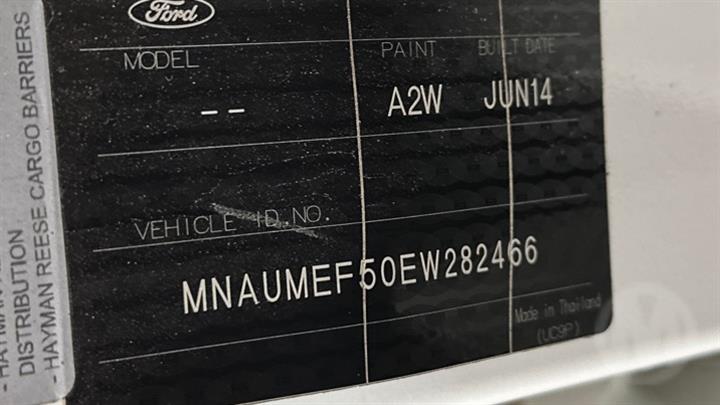 Ford
MODEL PAINT BUILT DATE
-- A2W JUN14
VEHICLE ID.NO.
MNAUMEF50EW282466
Made in Thailand
(UC9P)
DISTRIBUTION
- HAYMAN REESE CARGO BARRIERS